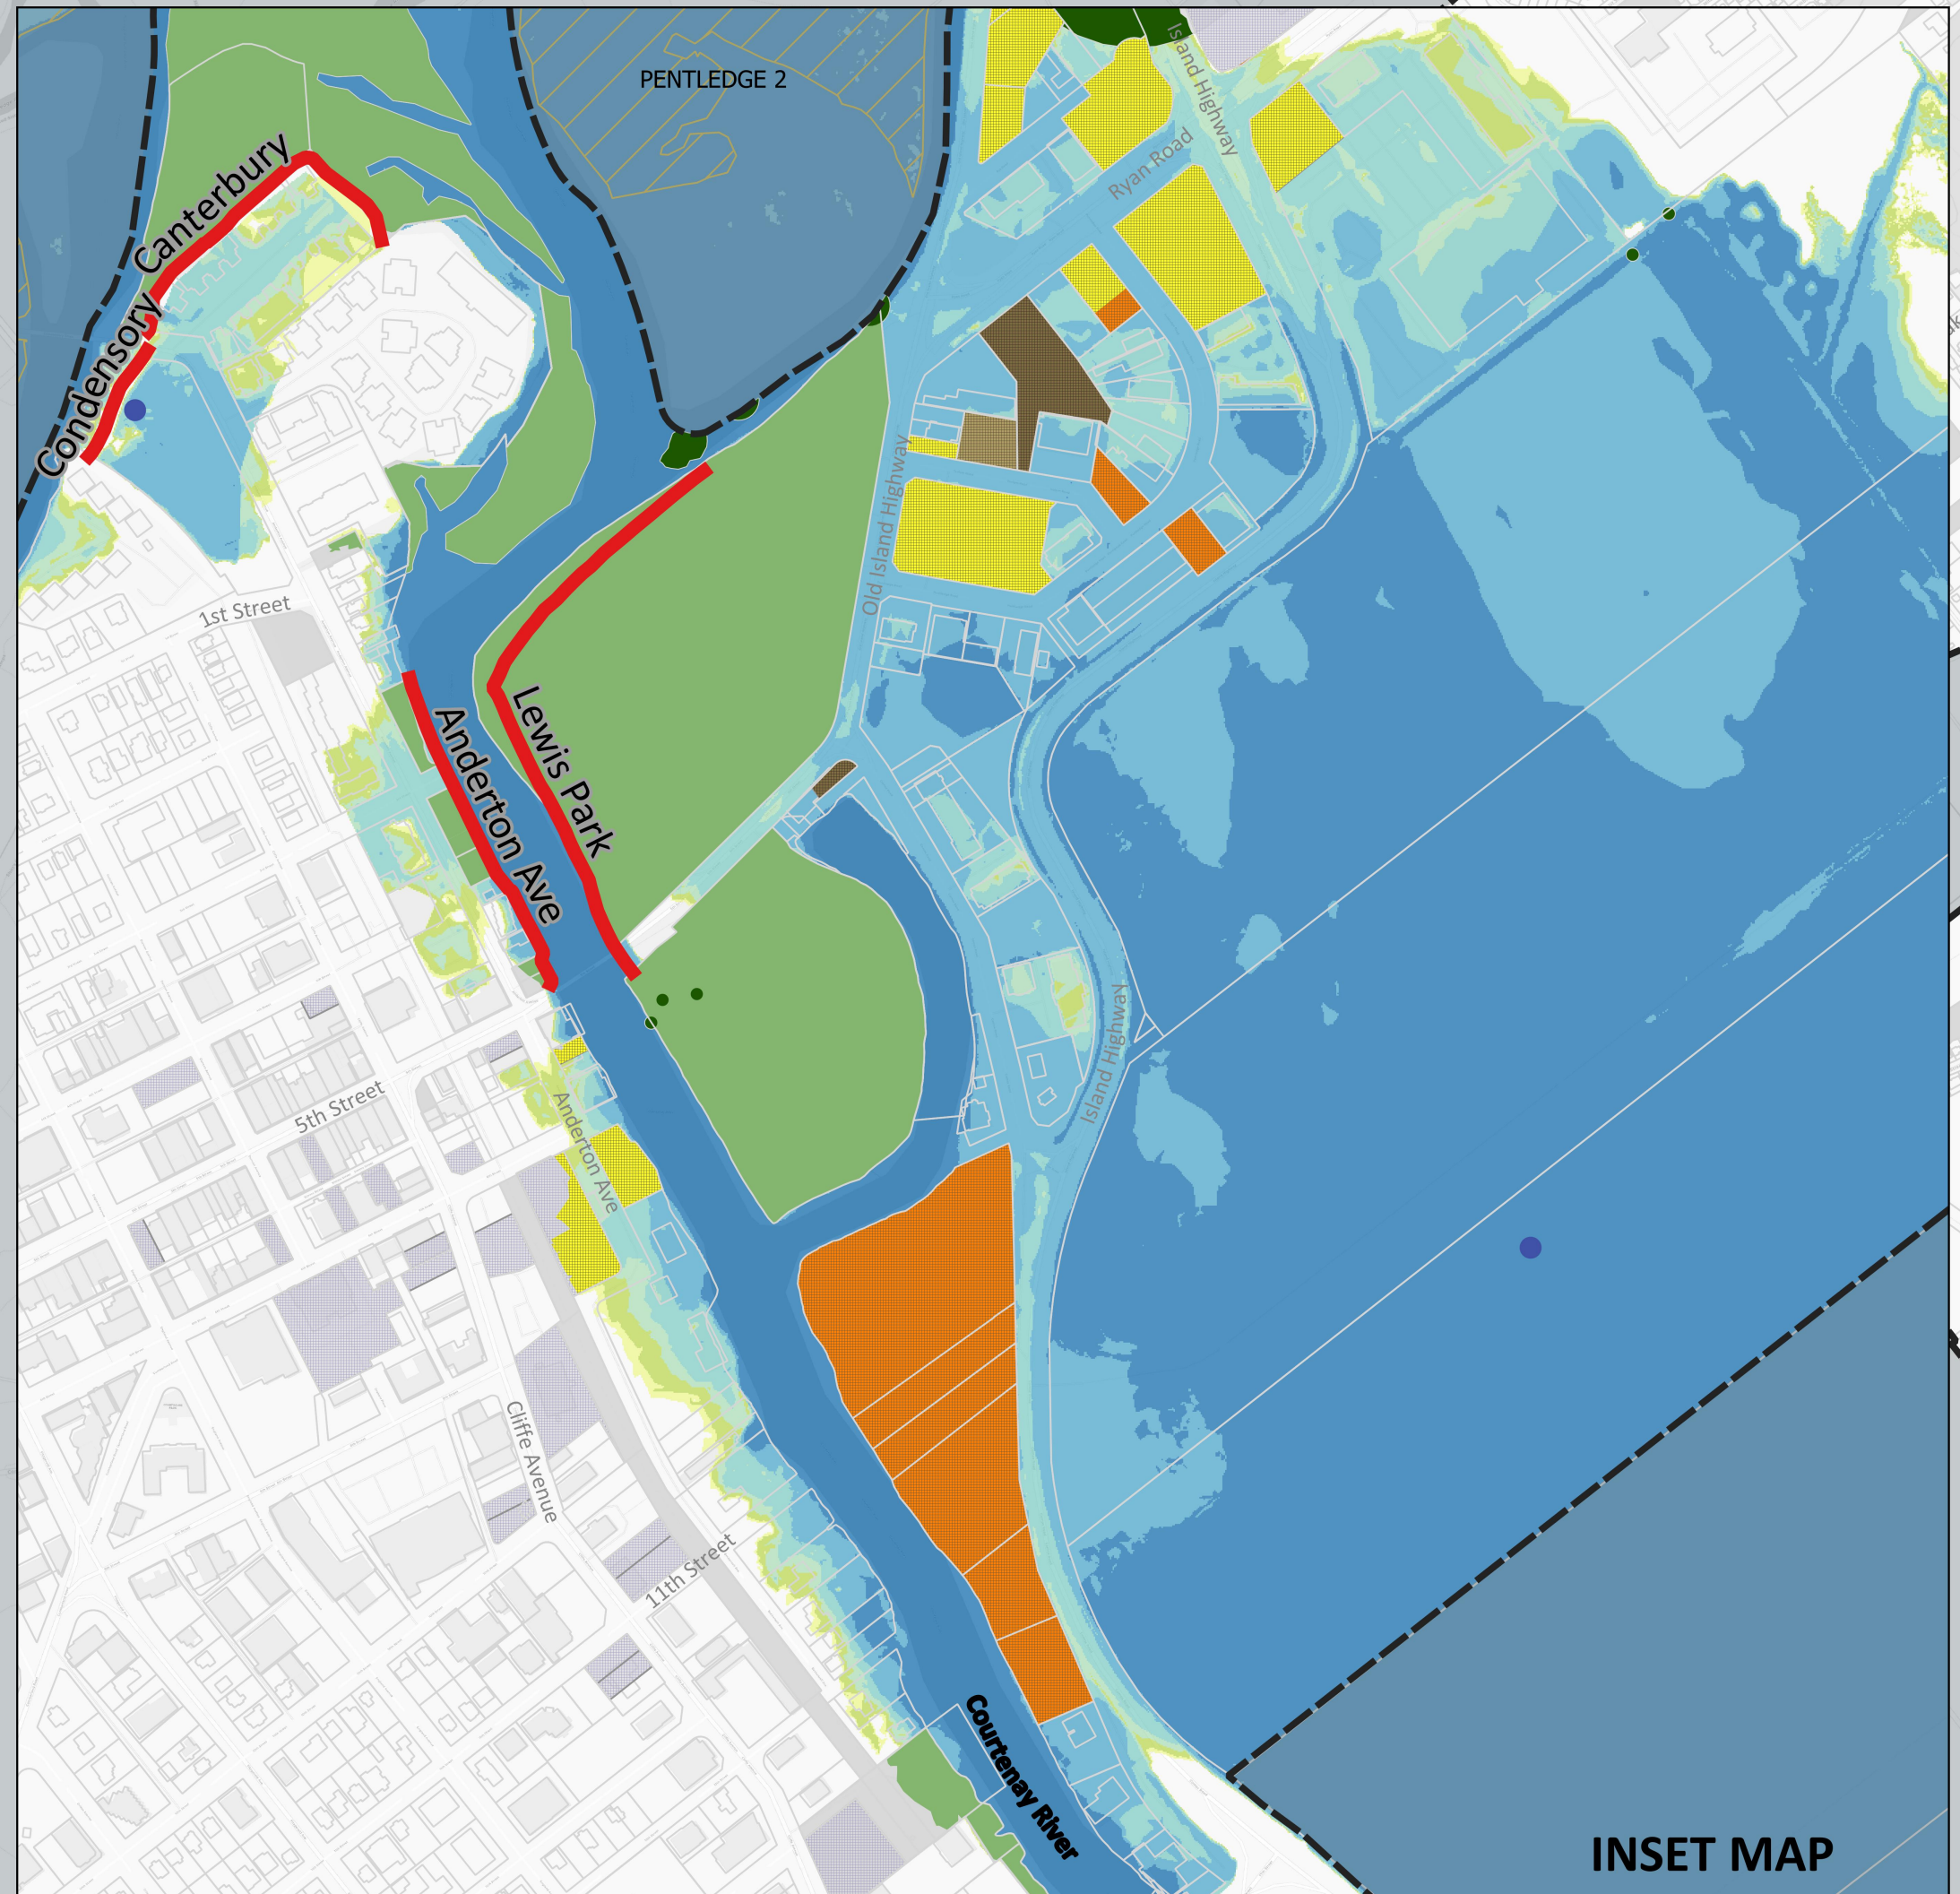 PENTLEDGE 2
Island Highway
Canterbury
Ryan Road
Condensory
Old Island Highway
1st Street
Lewis Park
Anderton Ave
Island Highway
5th Street
Anderton Ave
Cliffe Avenue
11th Street
Courtenay River
INSET MAP